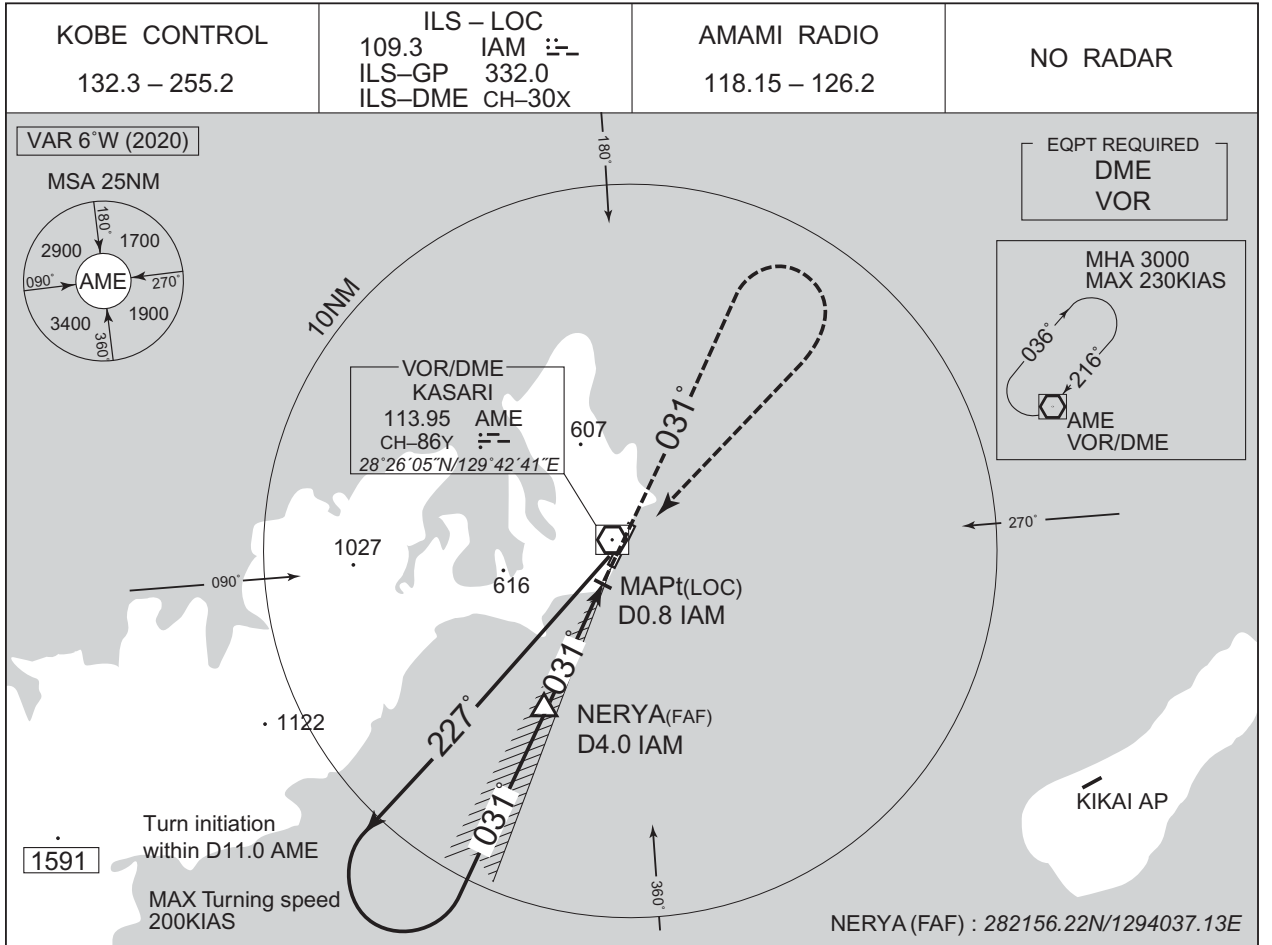 KOBE CONTROL
132.3 – 255.2
ILS – LOC
109.3 IAM
ILS–GP 332.0
ILS–DME CH–30X
AMAMI RADIO
118.15 – 126.2
NO RADAR
VAR 6˚W (2020)
MSA 25NM
180˚
2900
1700
090˚
AME
270˚
3400
1900
360˚
180˚
EQPT REQUIRED
DME
VOR
MHA 3000
MAX 230KIAS
036˚
216˚
AME
VOR/DME
10NM
VOR/DME
KASARI
113.95 AME
CH–86Y
28˚26´05˝N/129˚42´41˝E
607
031˚
270˚
1027
616
090˚
MAPt(LOC)
D0.8 IAM
031˚
NERYA(FAF)
D4.0 IAM
1122
227˚
KIKAI AP
031˚
Turn initiation
within D11.0 AME
1591
MAX Turning speed
200KIAS
360˚
NERYA (FAF) : 282156.22N/1294037.13E